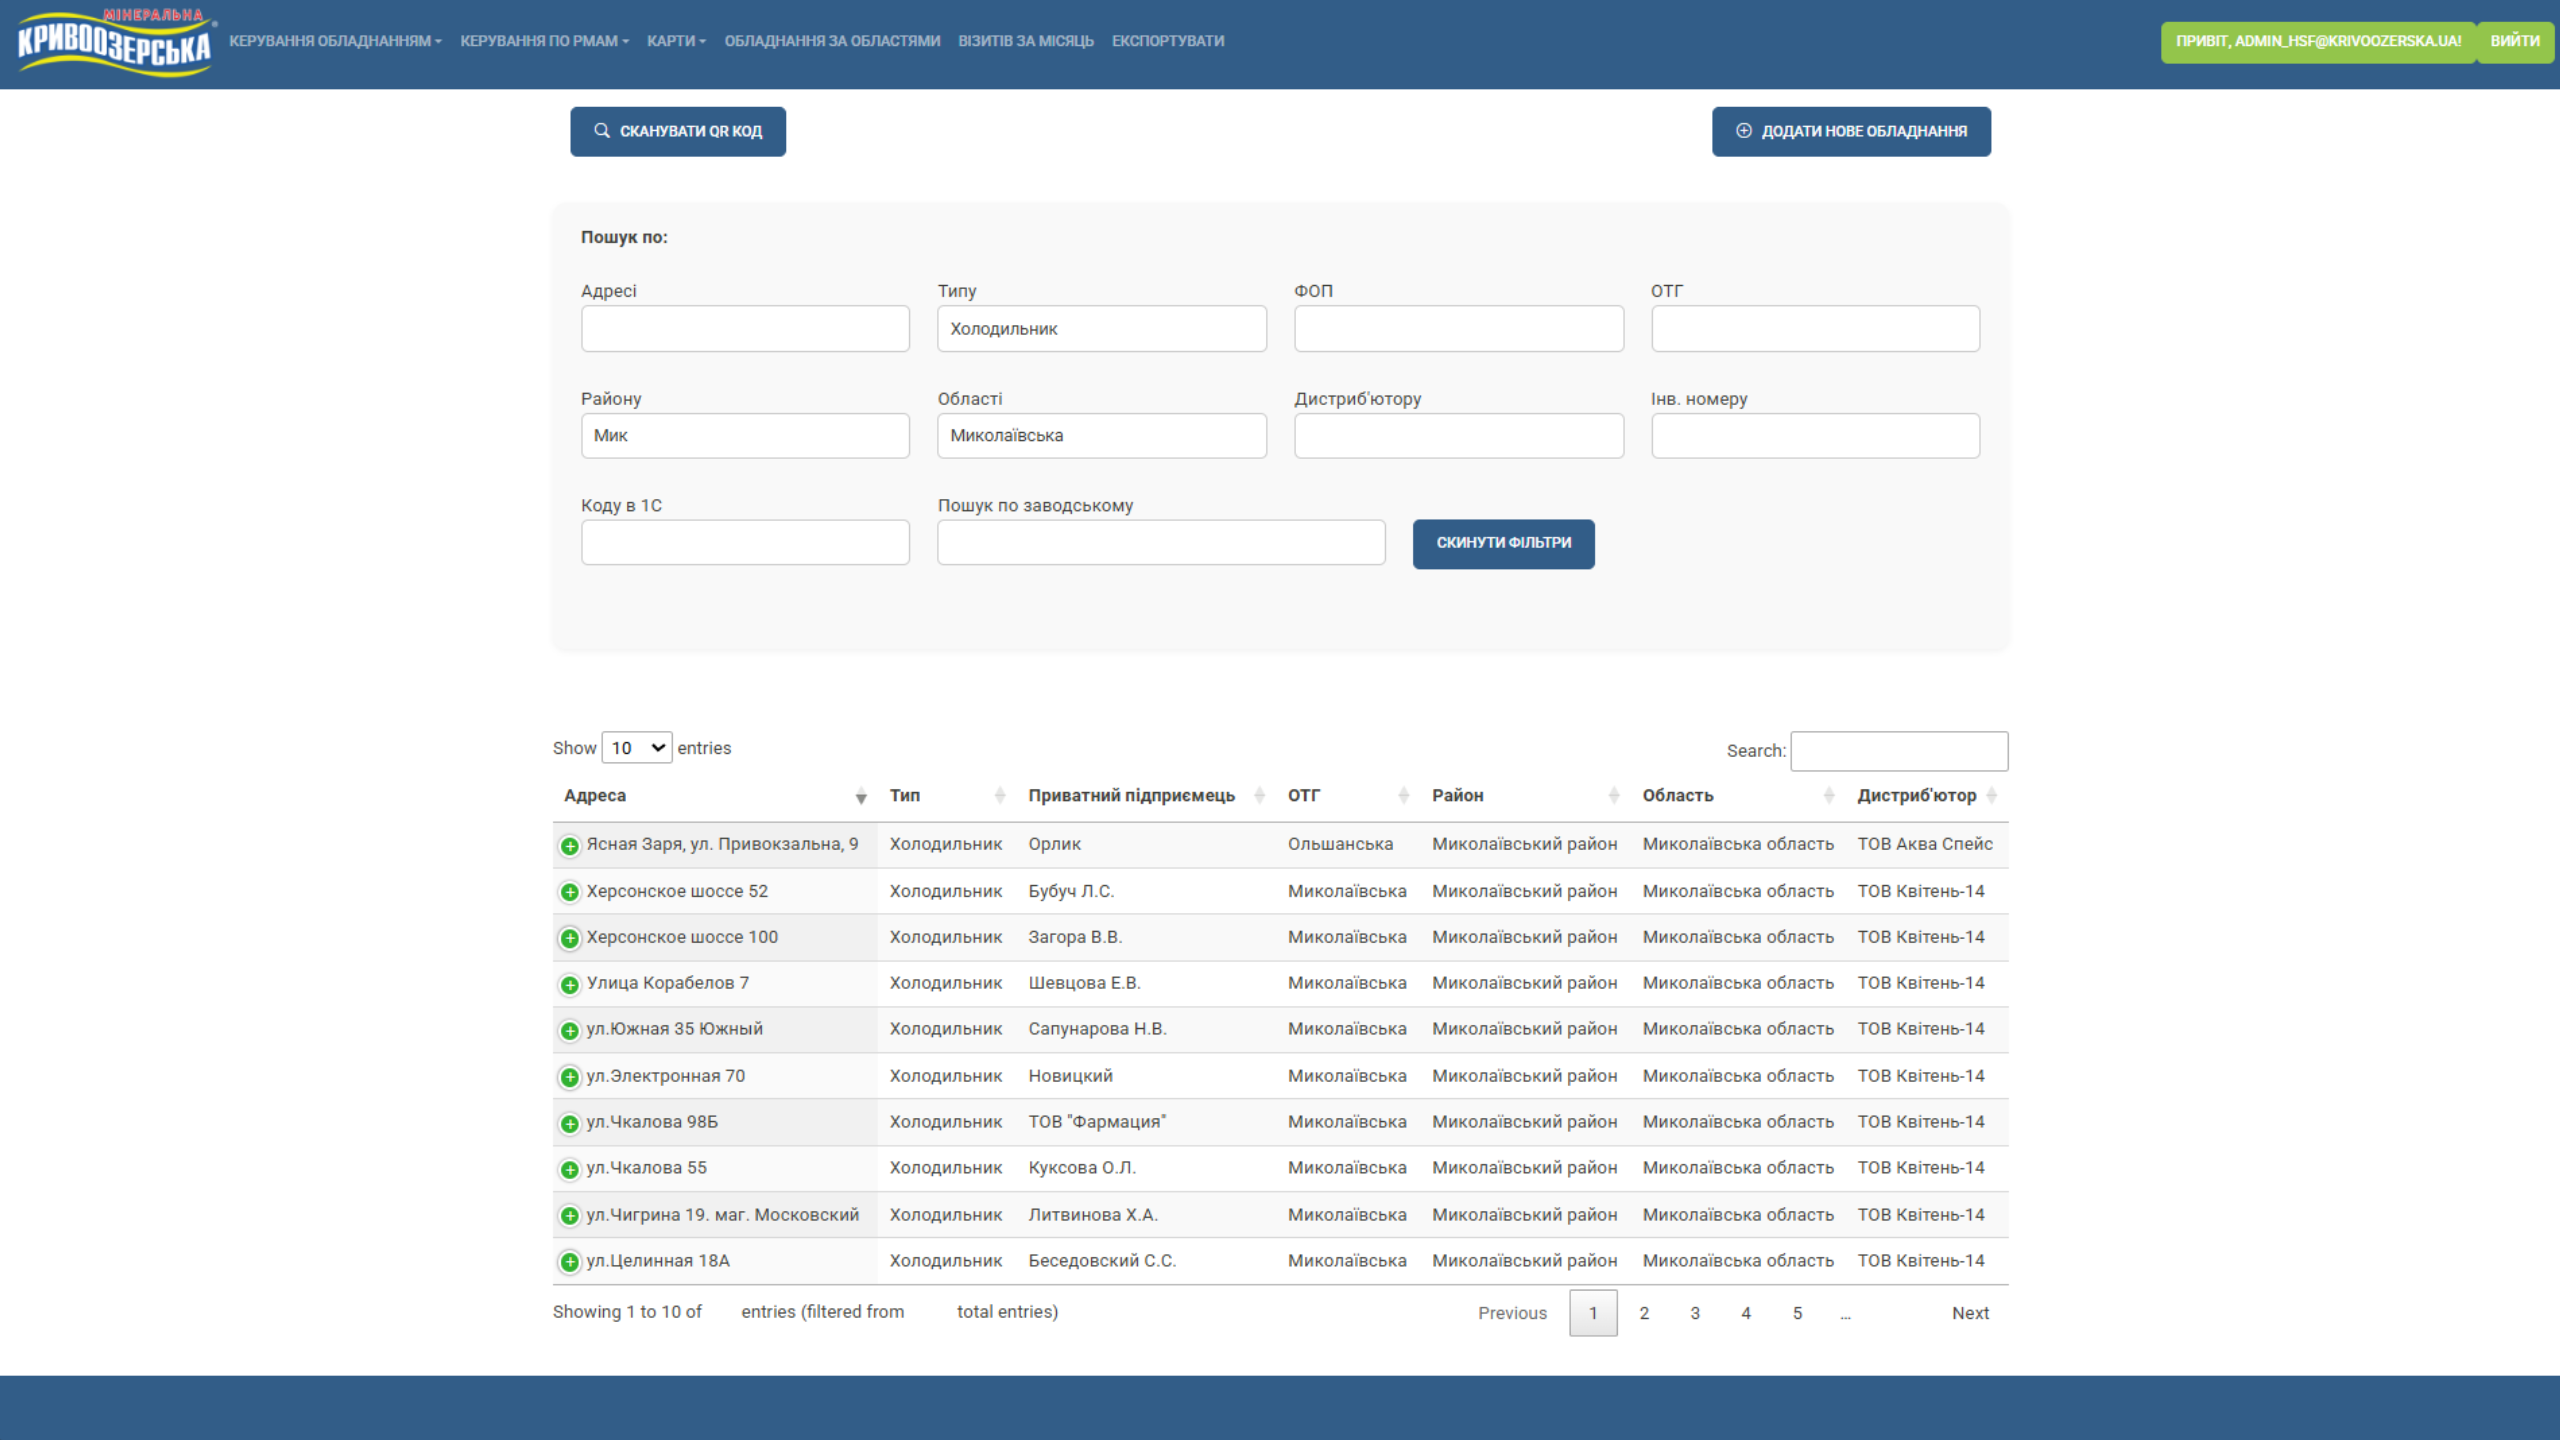 МІНЕРАЛЬНА
КРИВООЗЕРСЬКА ®
КЕРУВАННЯ ОБЛАДНАННЯМ КЕРУВАННЯ ПО РМАМ КАРТИ ОБЛАДНАННЯ ЗА ОБЛАСТЯМИ ВІЗИТІВ ЗА МІСЯЦЬ ЕКСПОРТУВАТИ ПРИВІТ, ADMIN_HSF@KRIVOOZERSKA.UA! ВИЙТИ
СКАНУВАТИ QR КОД ДОДАТИ НОВЕ ОБЛАДНАННЯ
Пошук по:
Адресі Типу ФОП ОТГ
Холодильник
Району Області Дистриб'ютору Інв. номеру
Мик Миколаївська
Коду в 1С Пошук по заводському
СКИНУТИ ФІЛЬТРИ
Show 10 entries Search:
Адреса Тип Приватний підприємець ОТГ Район Область Дистриб'ютор
Ясная Заря, ул. Привокзальна, 9 Холодильник Орлик Ольшанська Миколаївський район Миколаївська область ТОВ Аква Спейс
Херсонское шоссе 52 Холодильник Бубуч Л.С. Миколаївська Миколаївський район Миколаївська область ТОВ Квітень-14
Херсонское шоссе 100 Холодильник Загора В.В. Миколаївська Миколаївський район Миколаївська область ТОВ Квітень-14
Улица Корабелов 7 Холодильник Шевцова Е.В. Миколаївська Миколаївський район Миколаївська область ТОВ Квітень-14
ул.Южная 35 Южный Холодильник Сапунарова Н.В. Миколаївська Миколаївський район Миколаївська область ТОВ Квітень-14
ул.Электронная 70 Холодильник Новицкий Миколаївська Миколаївський район Миколаївська область ТОВ Квітень-14
ул.Чкалова 98Б Холодильник ТОВ "Фармация" Миколаївська Миколаївський район Миколаївська область ТОВ Квітень-14
ул.Чкалова 55 Холодильник Куксова О.Л. Миколаївська Миколаївський район Миколаївська область ТОВ Квітень-14
ул.Чигрина 19. маг. Московский Холодильник Литвинова Х.А. Миколаївська Миколаївський район Миколаївська область ТОВ Квітень-14
ул.Целинная 18А Холодильник Беседовский С.С. Миколаївська Миколаївський район Миколаївська область ТОВ Квітень-14
Showing 1 to 10 of entries (filtered from total entries) Previous 1 2 3 4 5 … Next